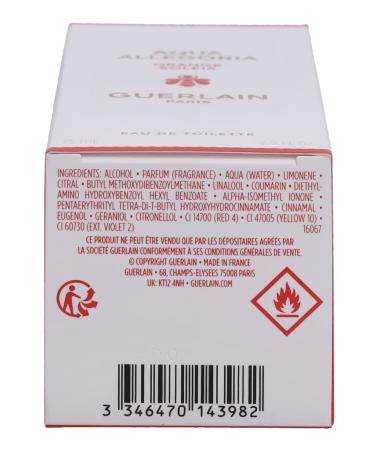 AQUA
ALLEGORIA
ORANGE
SOLEIA
GUERLAIN
PARIS
EAU DE TOILETTE
INGREDIENTS: ALCOHOL • PARFUM (FRAGRANCE) • AQUA (WATER) • LIMONENE •
CITRAL • BUTYL METHOXYDIBENZOYLMETHANE • LINALOOL • COUMARIN • DIETHYL-
AMINO HYDROXYBENZOYL HEXYL BENZOATE • ALPHA-ISOMETHYL IONONE •
PENTAERYTHRITYL TETRA-DI-T-BUTYL HYDROXYHYDROCINNAMATE • CINNAMAL •
EUGENOL • GERANIOL • CITRONELLOL • CI 14700 (RED 4) • CI 47005 (YELLOW 10) •
CI 60730 (EXT. VIOLET 2) 16067
CE PRODUIT NE PEUT ÊTRE VENDU QUE PAR LES DÉPOSITAIRES AGRÉÉS PAR
LA SOCIÉTÉ GUERLAIN CONFORMÉMENT À SES CONDITIONS GÉNÉRALES DE VENTE.
© COPYRIGHT GUERLAIN • MADE IN FRANCE
GUERLAIN • 68, CHAMPS-ELYSEES 75008 PARIS
UK: KT12 4NH • GUERLAIN.COM
3 346470 143982